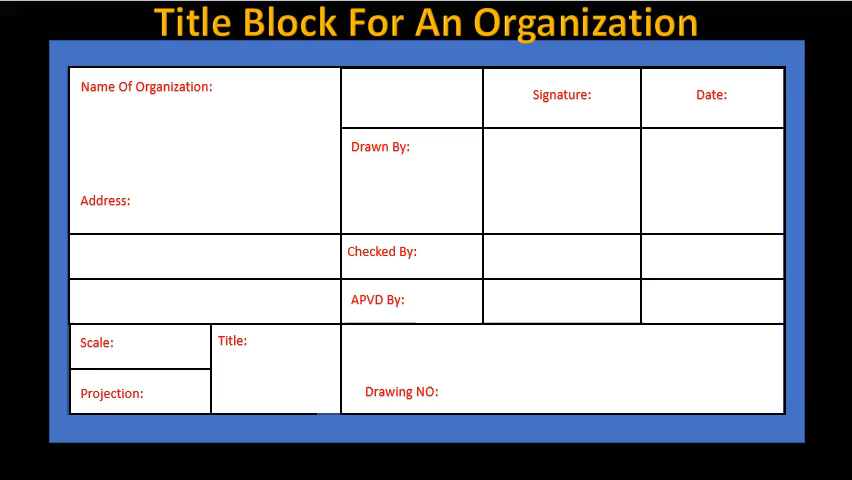 Title Block For An Organization
Name Of Organization:
Signature:
Date:
Drawn By:
Address:
Checked By:
APVD By:
Scale:
Title:
Projection:
Drawing NO: